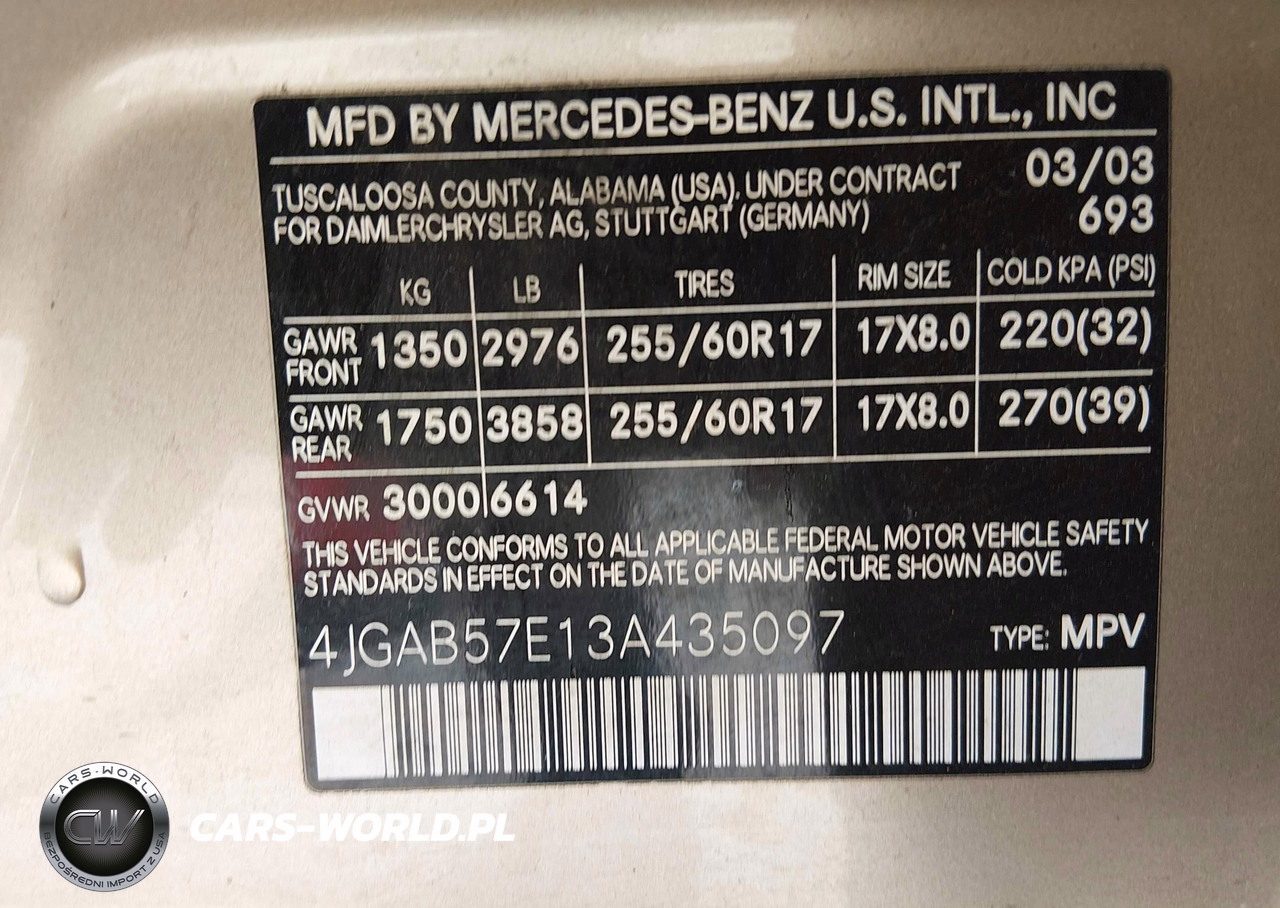 MFD BY MERCEDES-BENZ U.S. INTL., INC
TUSCALOOSA COUNTY, ALABAMA (USA). UNDER CONTRACT
FOR DAIMLERCHRYSLER AG, STUTTGART (GERMANY)
03/03
693
KG LB TIRES RIM SIZE COLD KPA (PSI)
GAWR
FRONT 1350 2976 255/60R17 17X8.0 220(32)
GAWR
REAR 1750 3858 255/60R17 17X8.0 270(39)
GVWR 3000 6614
THIS VEHICLE CONFORMS TO ALL APPLICABLE FEDERAL MOTOR VEHICLE SAFETY
STANDARDS IN EFFECT ON THE DATE OF MANUFACTURE SHOWN ABOVE.
4JGAB57E13A435097 TYPE: MPV
CARS-WORLD
CW
BEZPOŚREDNI IMPORT Z USA
CARS-WORLD.PL